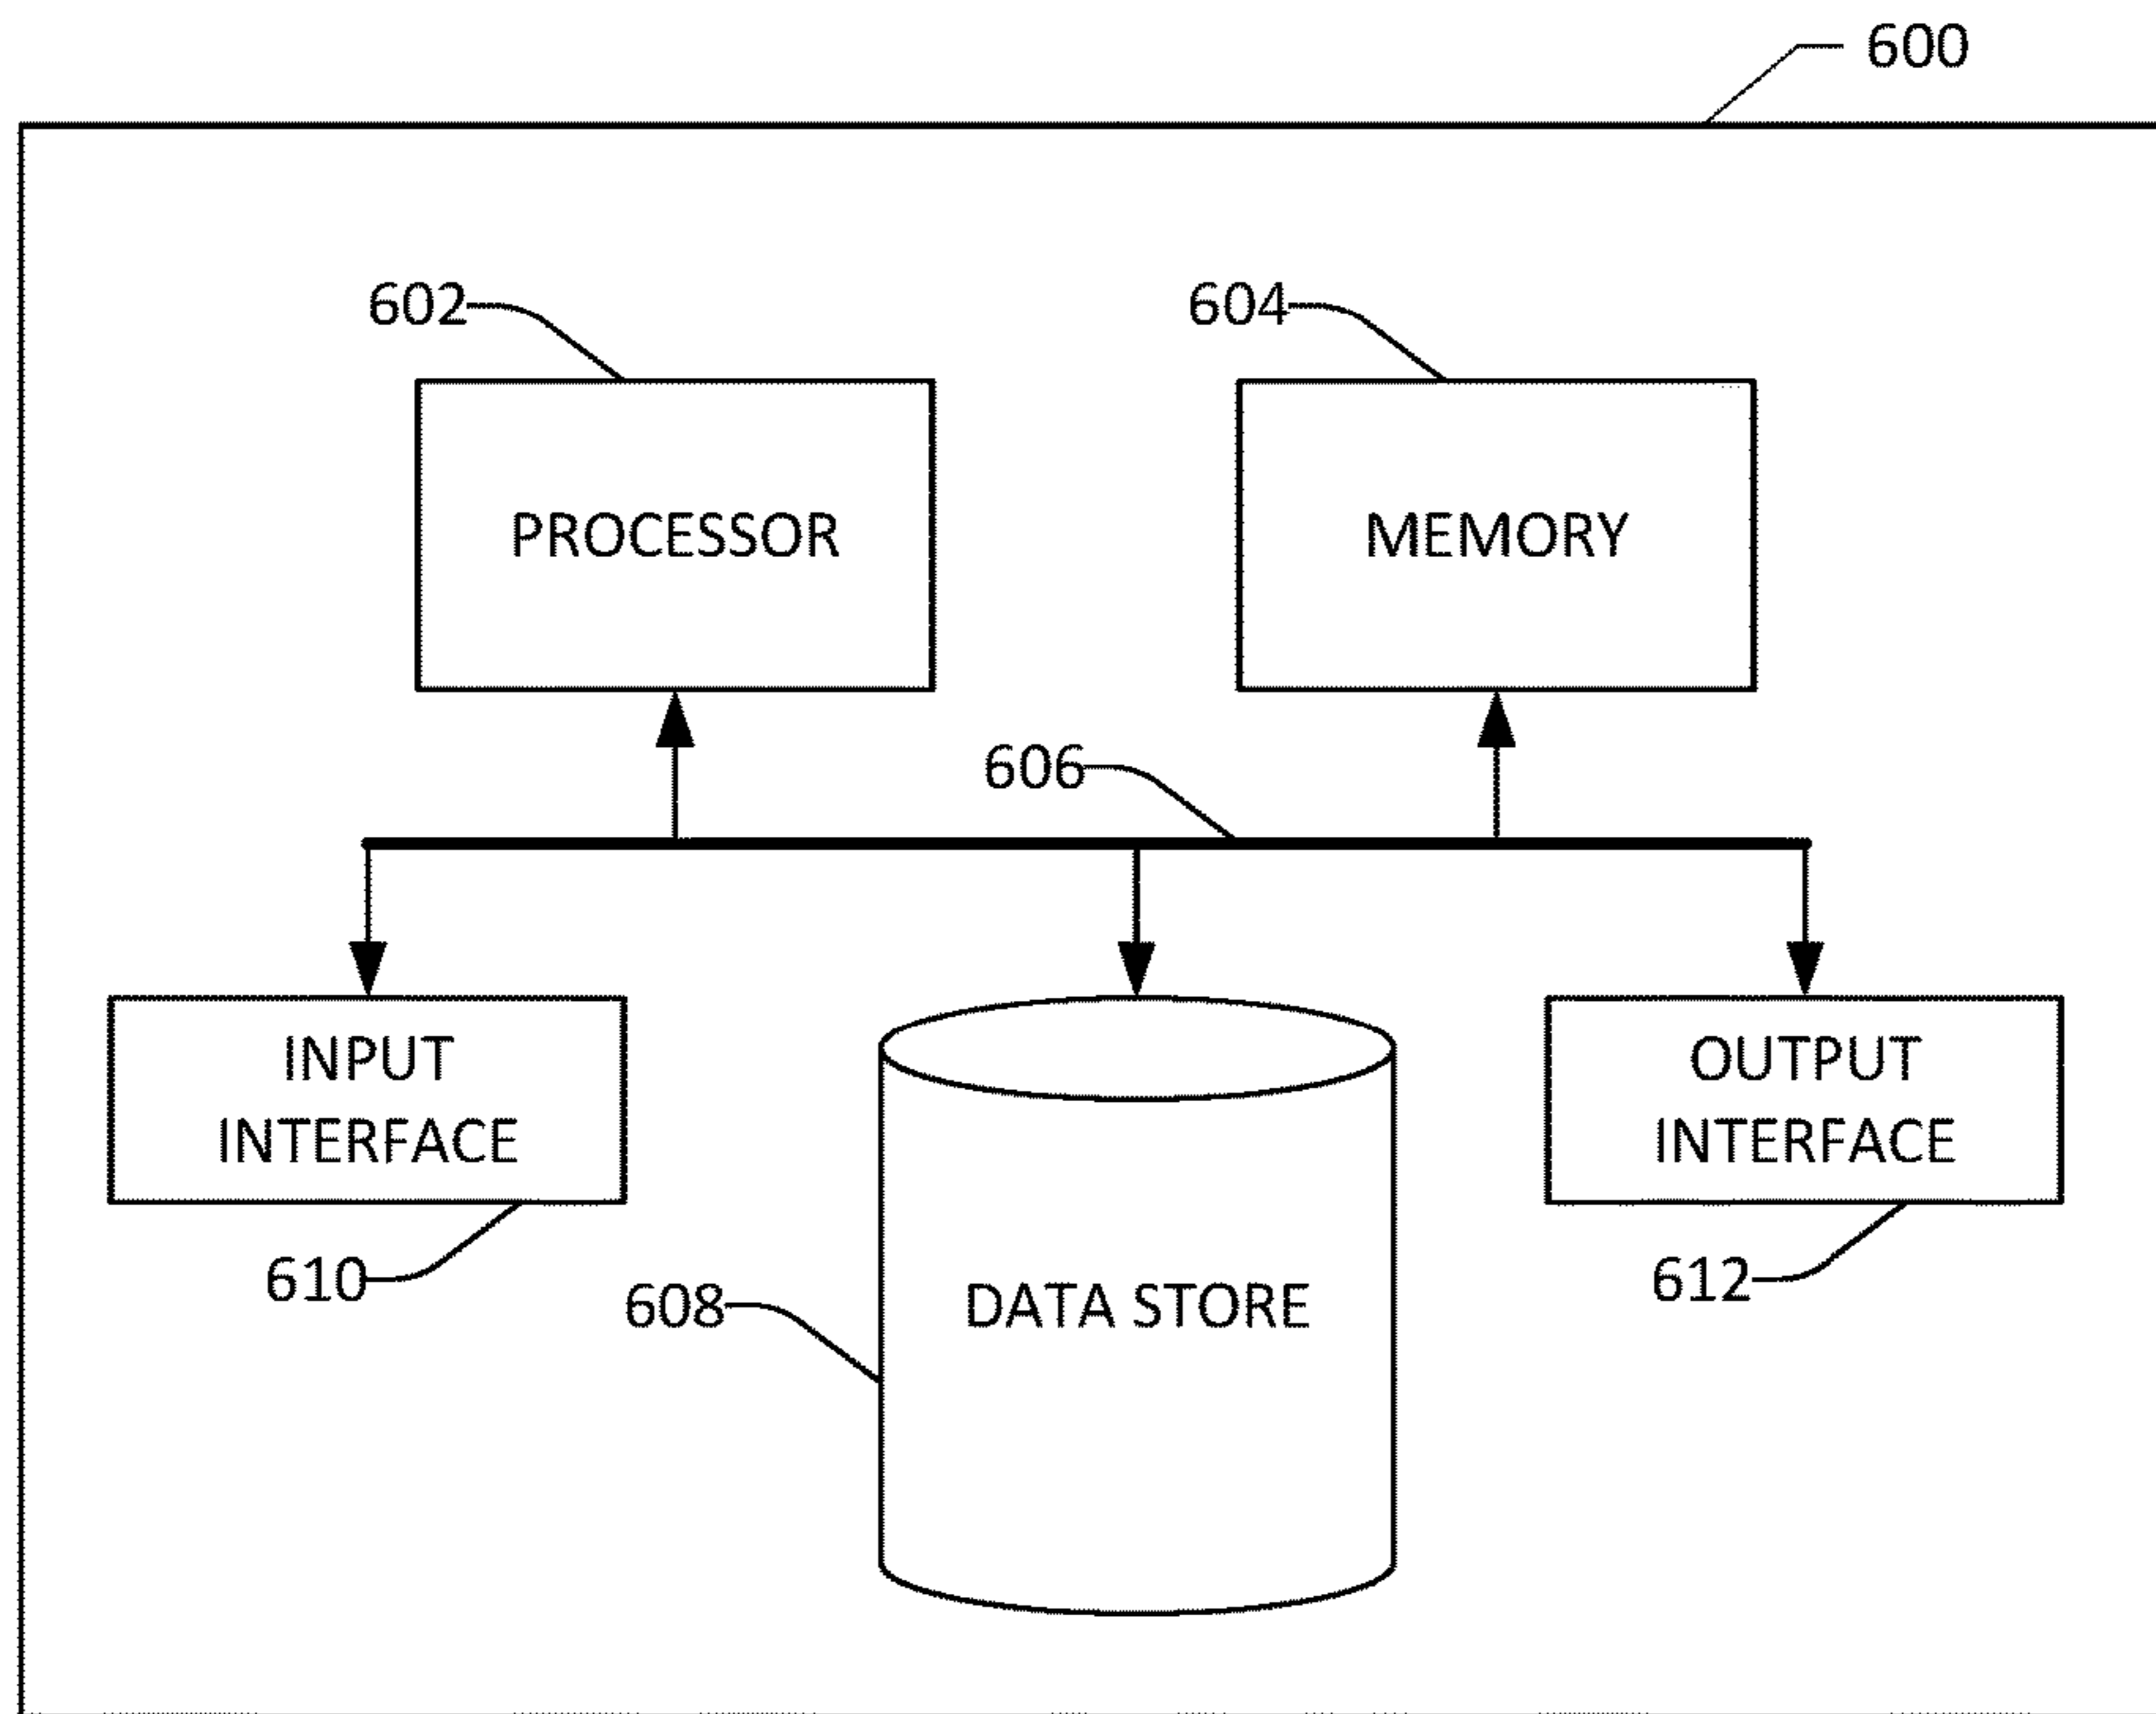 600
602
604
PROCESSOR
MEMORY
606
INPUT
INTERFACE
OUTPUT
INTERFACE
610
608
DATA STORE
612